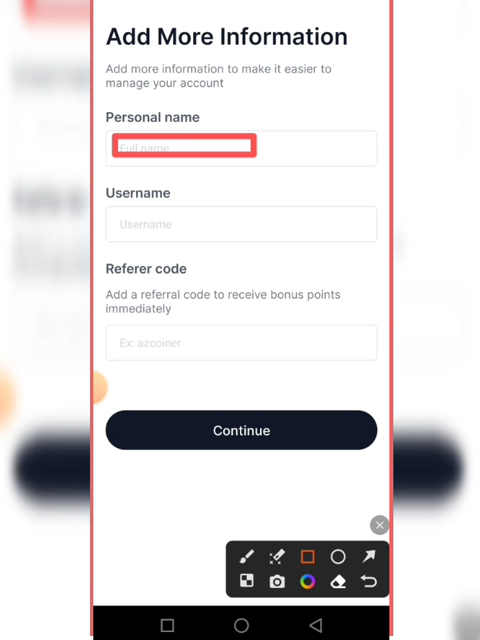 Add More Information
Add more information to make it easier to
manage your account
Personal name
Full name
Username
Username
Referer code
Add a referral code to receive bonus points
immediately
Ex: azcoiner
Continue